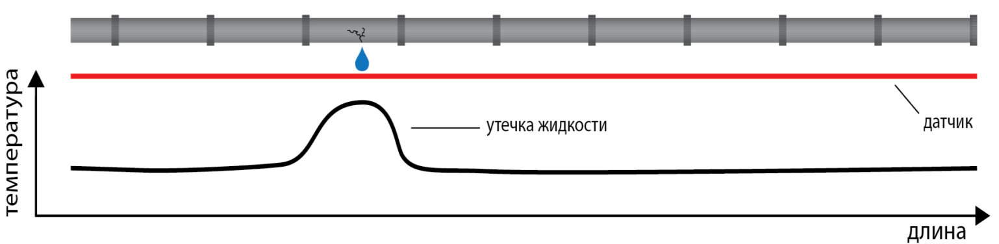 температура
утечка жидкости
датчик
длина